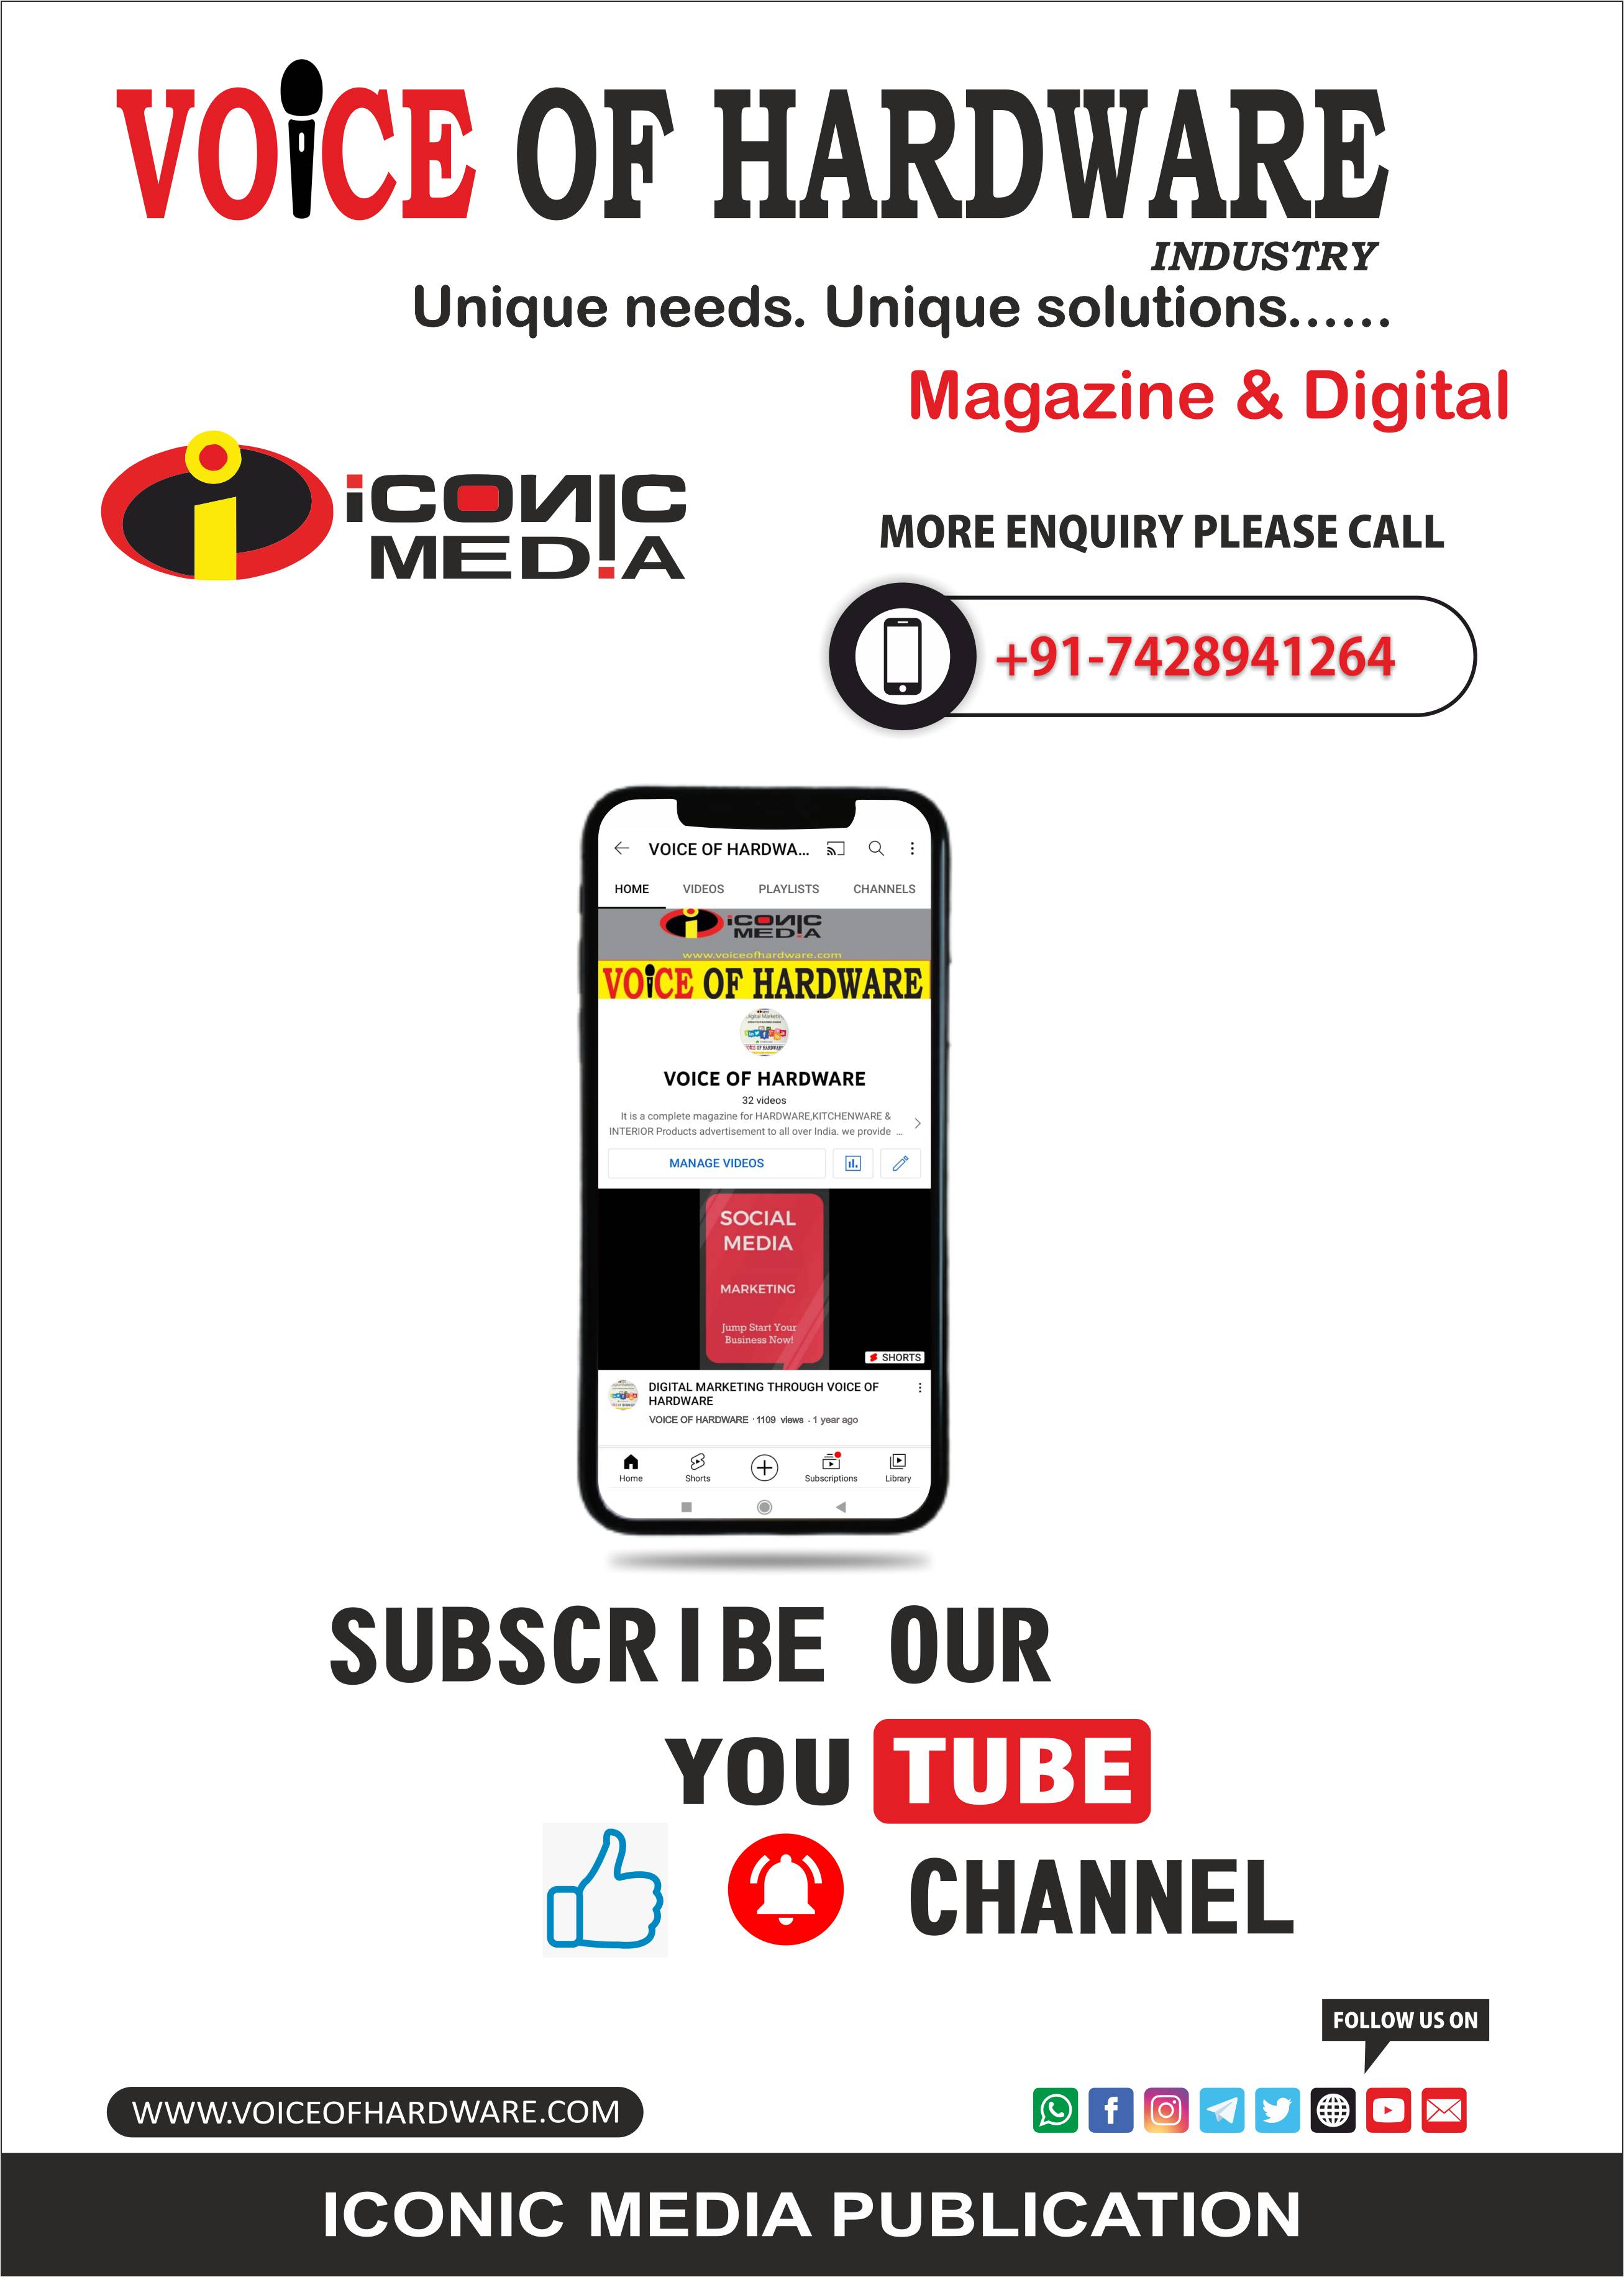 VOICE OF HARDWARE
INDUSTRY
Unique needs. Unique solutions......
Magazine & Digital
iCONIC
MEDIA
MORE ENQUIRY PLEASE CALL
+91-7428941264
VOICE OF HARDWA...
HOME VIDEOS PLAYLISTS CHANNELS
iCONIC
MEDIA
www.voiceofhardware.com
VOICE OF HARDWARE
VOICE OF HARDWARE
32 videos
It is a complete magazine for HARDWARE,KITCHENWARE &
INTERIOR Products advertisement to all over India. we provide ...
MANAGE VIDEOS
SOCIAL
MEDIA
MARKETING
Jump Start Your
Business Now!
SHORTS
DIGITAL MARKETING THROUGH VOICE OF
HARDWARE
VOICE OF HARDWARE · 1109 views · 1 year ago
Home Shorts Subscriptions Library
SUBSCRIBE OUR
YOU TUBE
CHANNEL
FOLLOW US ON
WWW.VOICEOFHARDWARE.COM
ICONIC MEDIA PUBLICATION